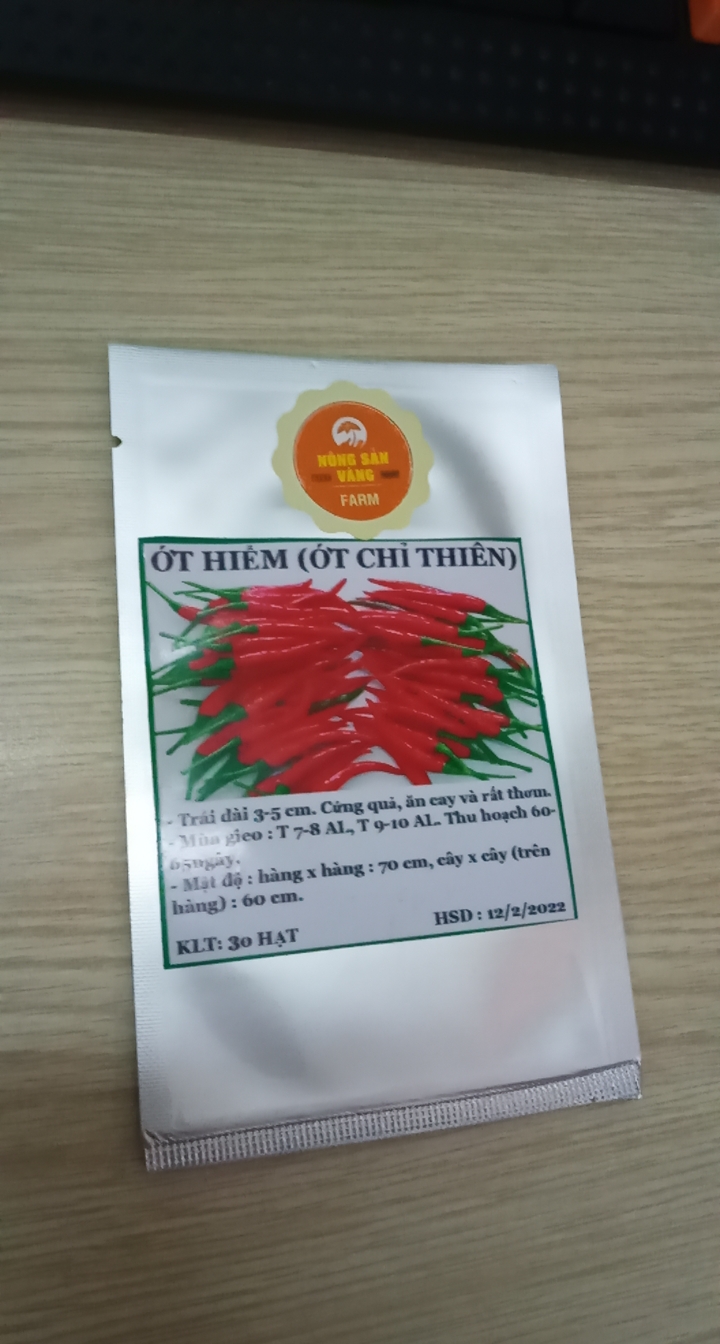 NÔNG SẢN
VÀNG
FARM
ỚT HIỂM (ỚT CHỈ THIÊN)
- Trái dài 3-5 cm. Cứng quả, ăn cay và rất thơm.
- Mùa gieo : T 7-8 AL, T 9-10 AL. Thu hoạch 60-
65ngày.
- Mật độ : hàng x hàng : 70 cm, cây x cây (trên
hàng) : 60 cm.
HSD : 12/2/2022
KLT: 30 HẠT